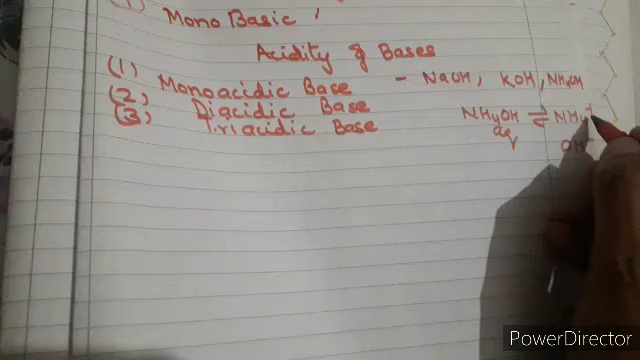 Mono Basic
Acidity of Bases
(1) Monoacidic Base - NaOH, KOH, NH4OH
(2) Diacidic Base
(3) Triacidic Base
NH4OH ⇌ NH4+
aq OH-
PowerDirector